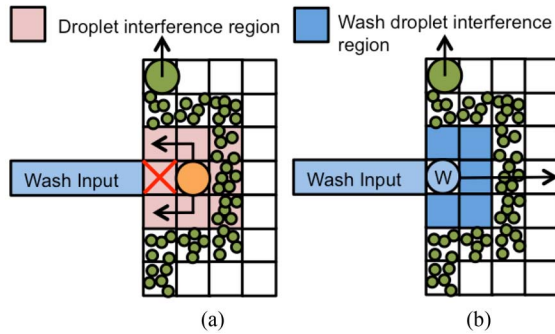 Droplet interference region
Wash droplet interference
region
Wash Input
Wash Input
W
(a)
(b)